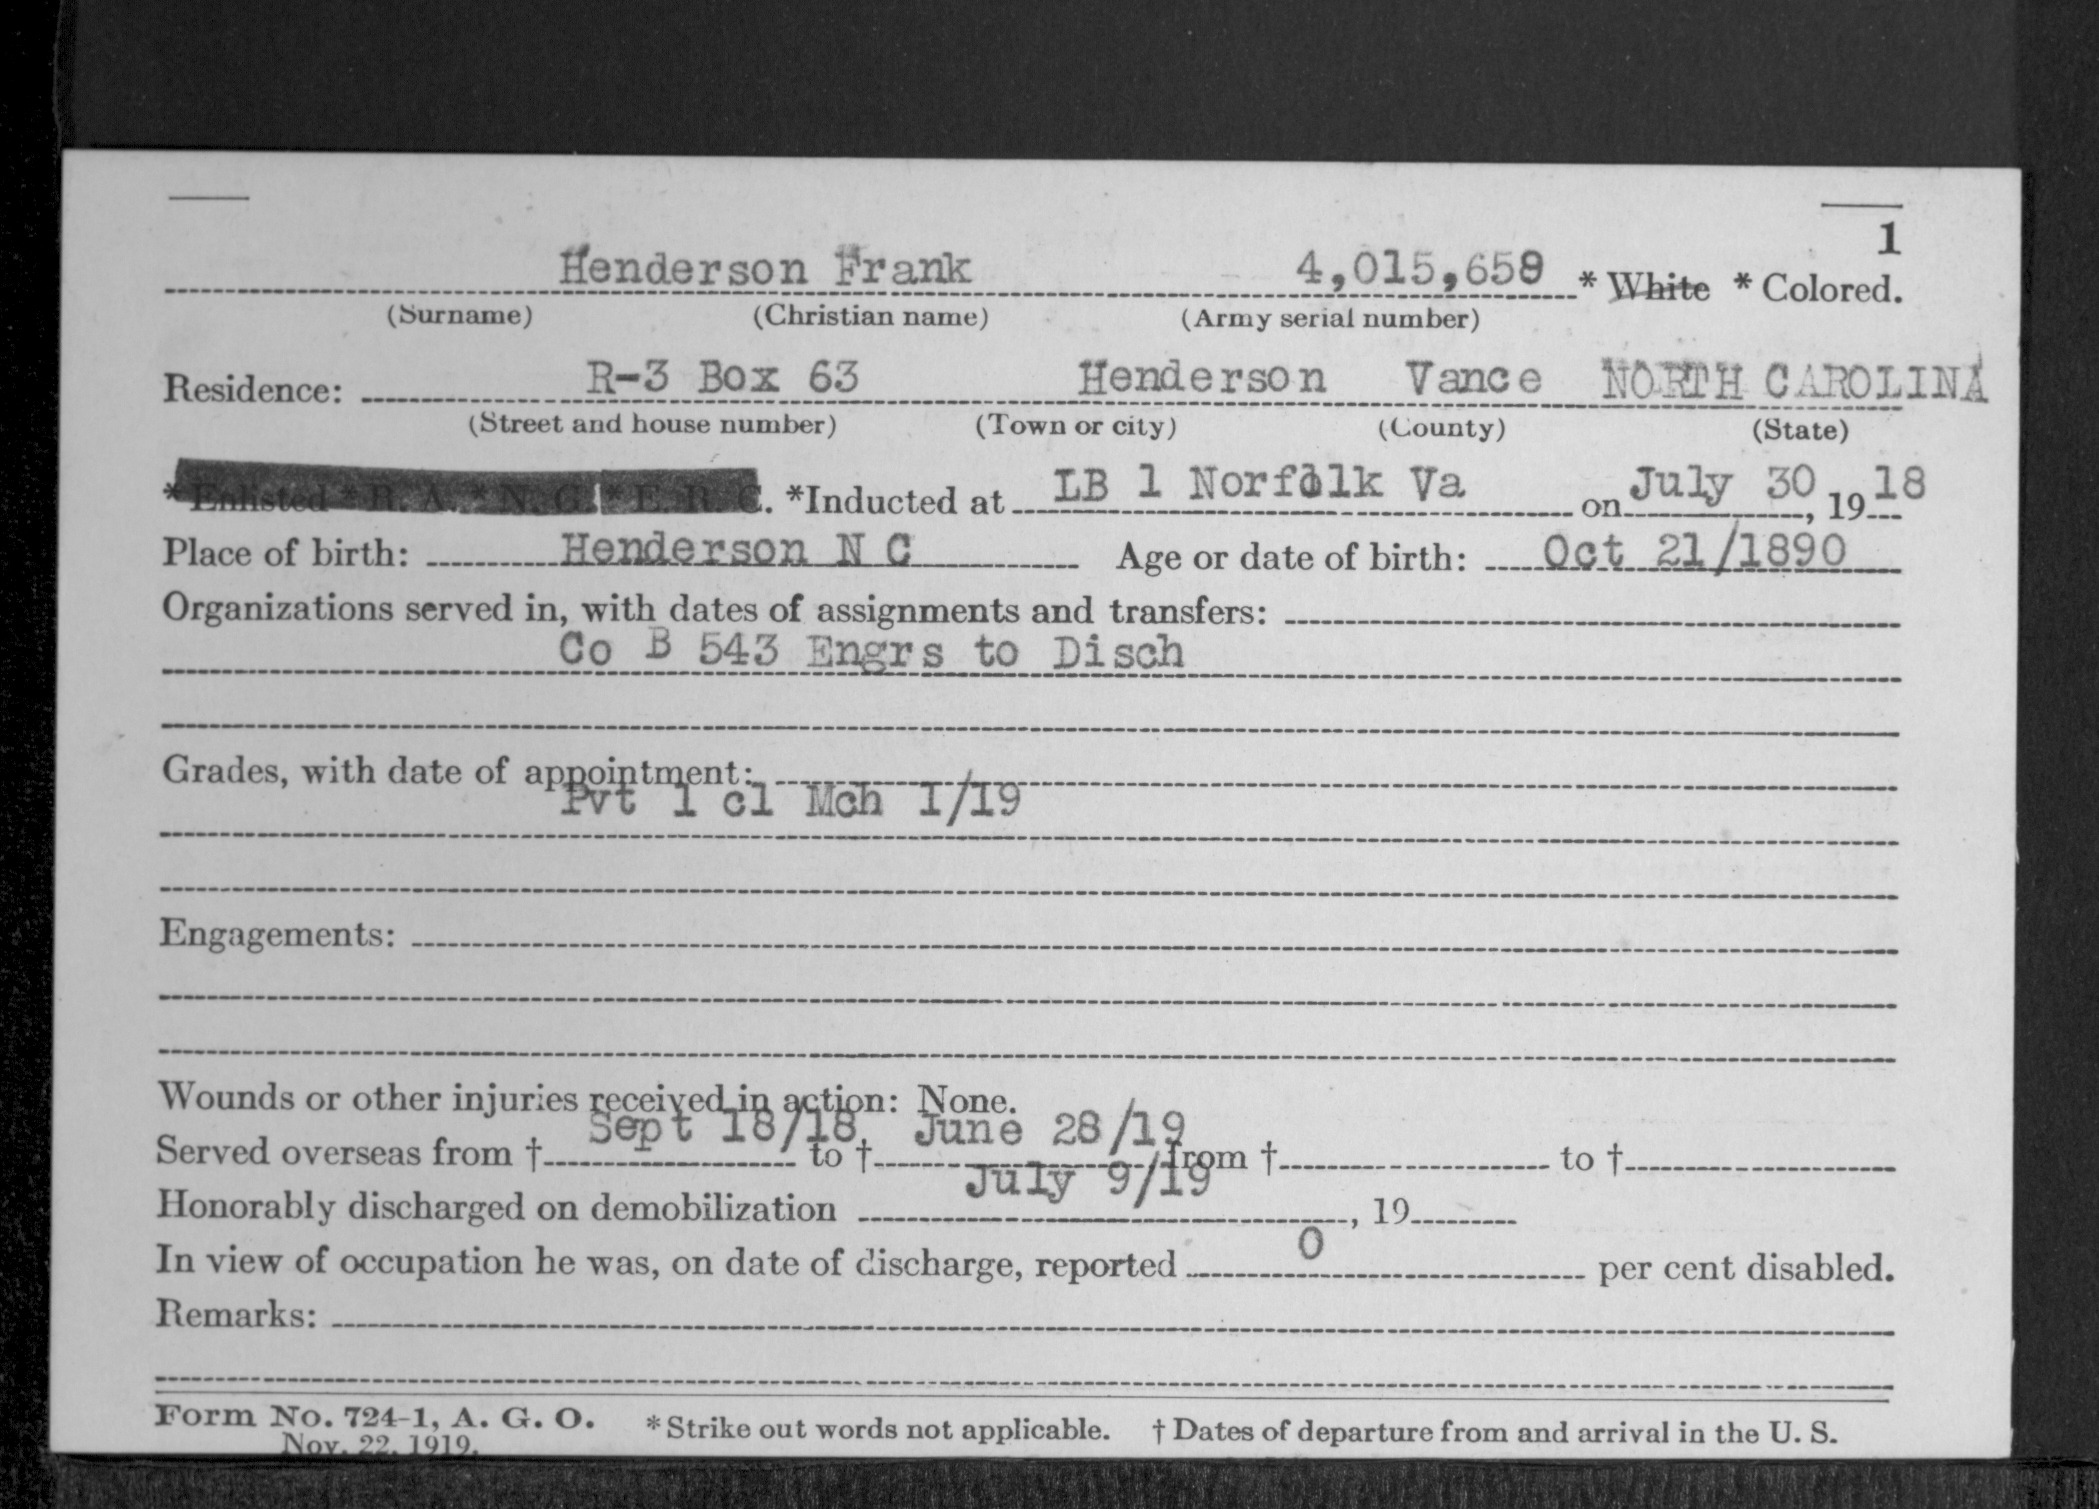 1
Henderson Frank 4,015,658 * White * Colored.
(Surname) (Christian name) (Army serial number)
Residence: R-3 Box 63 Henderson Vance NORTH CAROLINA
(Street and house number) (Town or city) (County) (State)
*Enlisted *R. A. *N. G. *E. R. C. *Inducted at LB 1 Norfolk Va on July 30, 1918
Place of birth: Henderson N C Age or date of birth: Oct 21/1890
Organizations served in, with dates of assignments and transfers:
Co B 543 Engrs to Disch
Grades, with date of appointment:
Pvt 1 cl Mch 1/19
Engagements:
Wounds or other injuries received in action: None.
Served overseas from † Sept 18/18 to † June 28/19 from † to †
Honorably discharged on demobilization July 9/19, 19
In view of occupation he was, on date of discharge, reported 0 per cent disabled.
Remarks:
Form No. 724-1, A. G. O. * Strike out words not applicable. † Dates of departure from and arrival in the U. S.
Nov. 22, 1919.